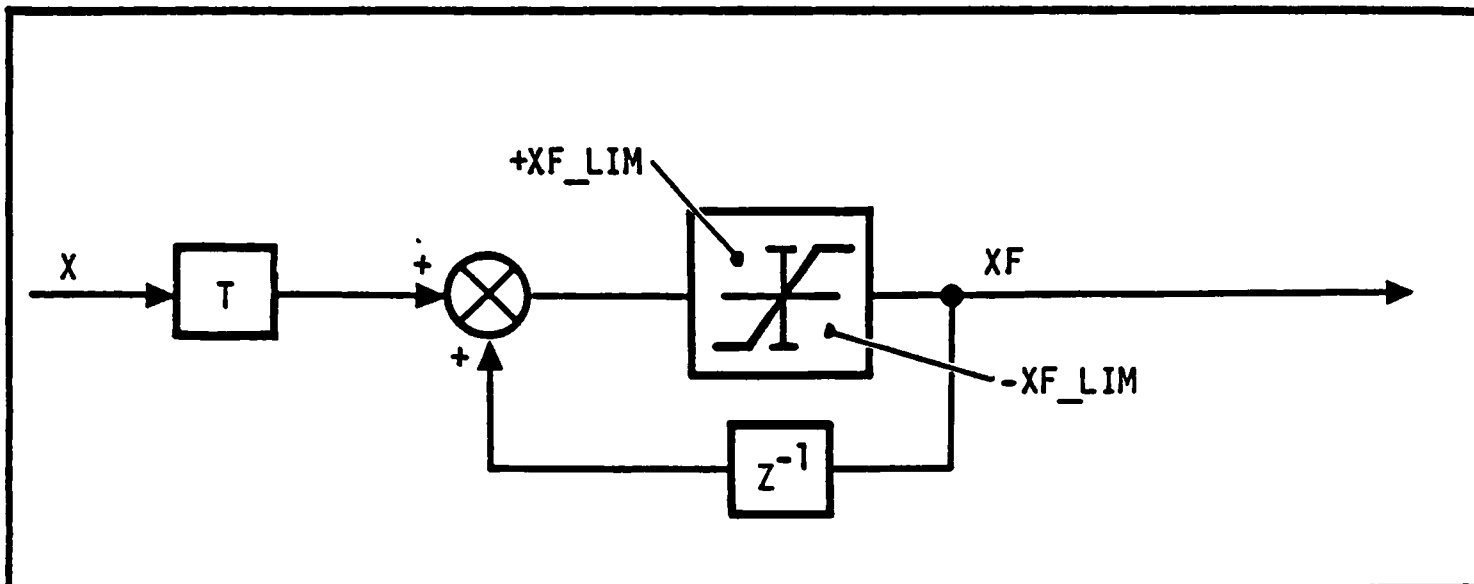 +XF_LIM
X
T
+
XF
+
-XF_LIM
Z-1